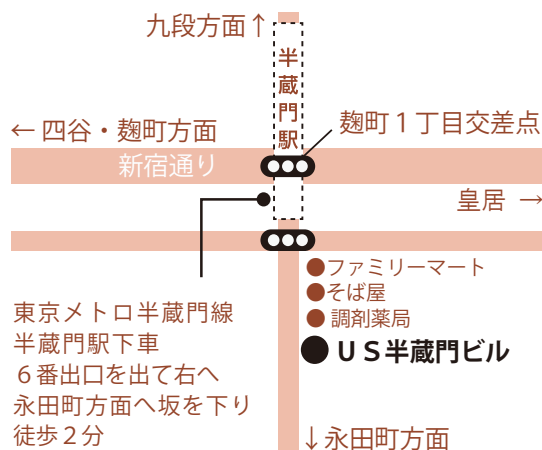 九段方面↑
半蔵門駅
麹町１丁目交差点
← 四谷・麹町方面
新宿通り
皇居 →
●ファミリーマート
●そば屋
● 調剤薬局
● ＵＳ半蔵門ビル
東京メトロ半蔵門線
半蔵門駅下車
６番出口を出て右へ
永田町方面へ坂を下り
徒歩２分
↓永田町方面